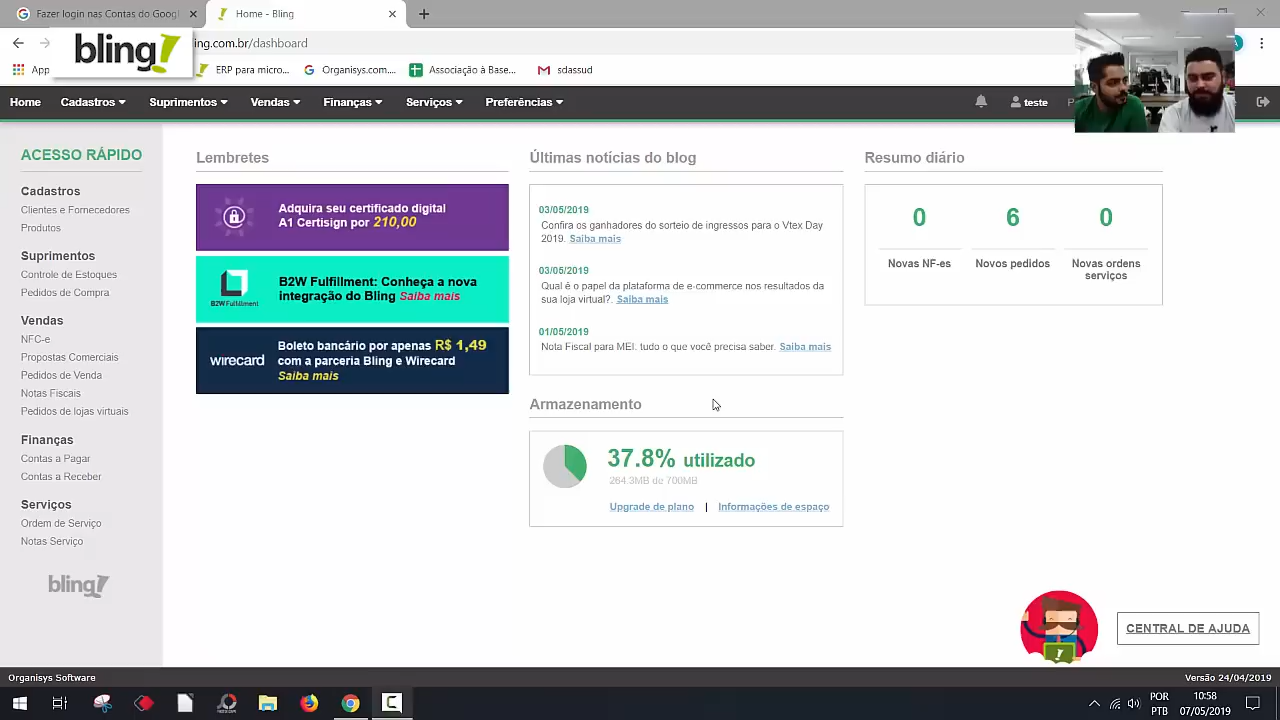 Fazer login nas Contas do Googl
Home - Bling
bling!
ng.com.br/dashboard
App
ERP para micro...
Organisys.com...
Associação à Base...
sdassud
Home
Cadastros
Suprimentos
Vendas
Finanças
Serviços
Preferências
teste
ACESSO RÁPIDO
Cadastros
Clientes e Fornecedores
Produtos
Suprimentos
Controle de Estoques
Pedidos de Compra
Vendas
NFC-e
Propostas Comerciais
Pedidos de Venda
Notas Fiscais
Pedidos de lojas virtuais
Finanças
Contas a Pagar
Contas a Receber
Serviços
Ordem de Serviço
Notas Serviço
bling!
Lembretes
Adquira seu certificado digital
A1 Certisign por 210,00
B2W Fulfillment
B2W Fulfillment: Conheça a nova
integração do Bling Saiba mais
wirecard
Boleto bancário por apenas R$ 1,49
com a parceria Bling e Wirecard
Saiba mais
Últimas notícias do blog
03/05/2019
Confira os ganhadores do sorteio de ingressos para o Vtex Day
2019. Saiba mais
03/05/2019
Qual é o papel da plataforma de e-commerce nos resultados da
sua loja virtual?. Saiba mais
01/05/2019
Nota Fiscal para MEI: tudo o que você precisa saber. Saiba mais
Armazenamento
37.8% utilizado
264.3MB de 700MB
Upgrade de plano | Informações de espaço
Resumo diário
0 6 0
Novas NF-es
Novos pedidos
Novas ordens
serviços
CENTRAL DE AJUDA
Organisys Software
Versão 24/04/2019
POR
PTB
10:58
07/05/2019